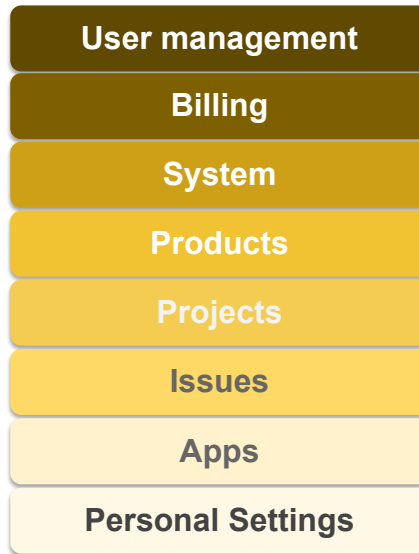 User management
Billing
System
Products
Projects
Issues
Apps
Personal Settings